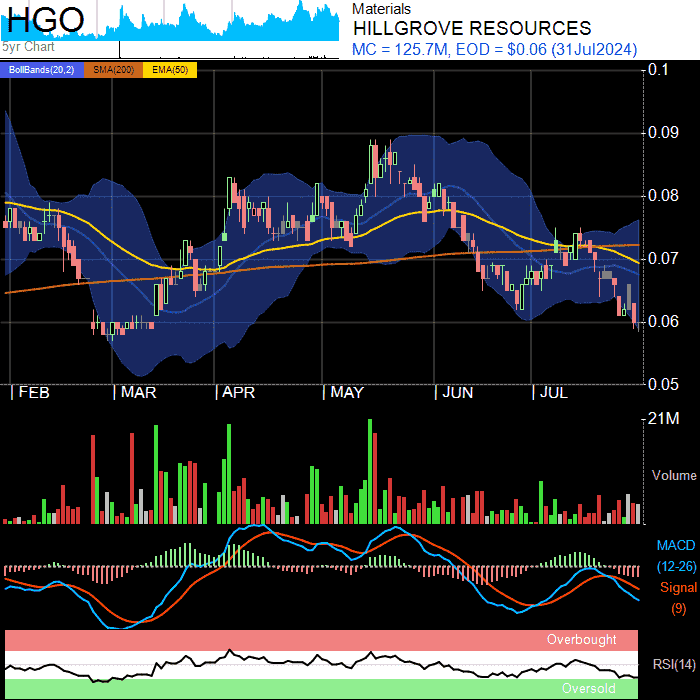 HGO
5yr Chart
Materials
HILLGROVE RESOURCES
MC = 125.7M, EOD = $0.06 (31Jul2024)
BollBands(20,2) SMA(200) EMA(50)
0.1
0.09
0.08
0.07
0.06
0.05
| FEB | MAR | APR | MAY | JUN | JUL
21M
Volume
MACD
(12-26)
Signal
(9)
Overbought
RSI(14)
Oversold